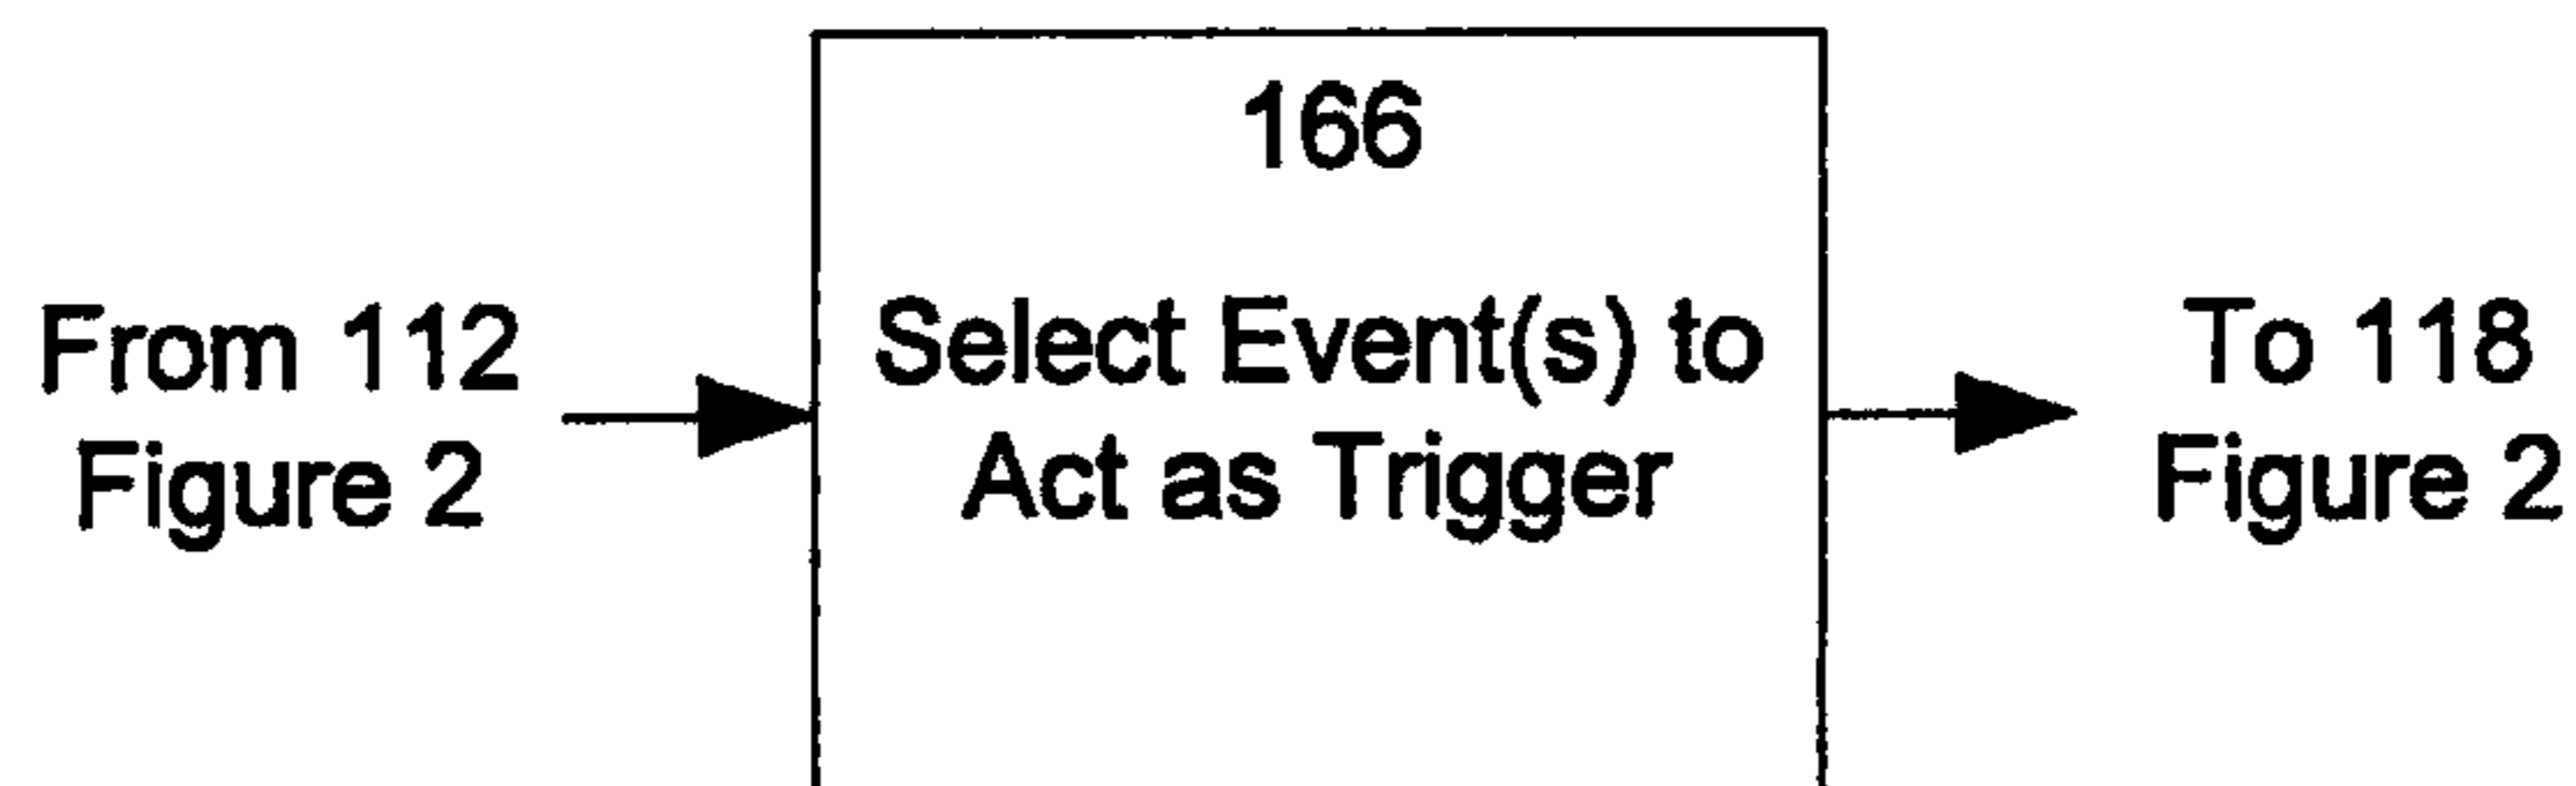 166
From 112
Figure 2
Select Event(s) to
Act as Trigger
To 118
Figure 2